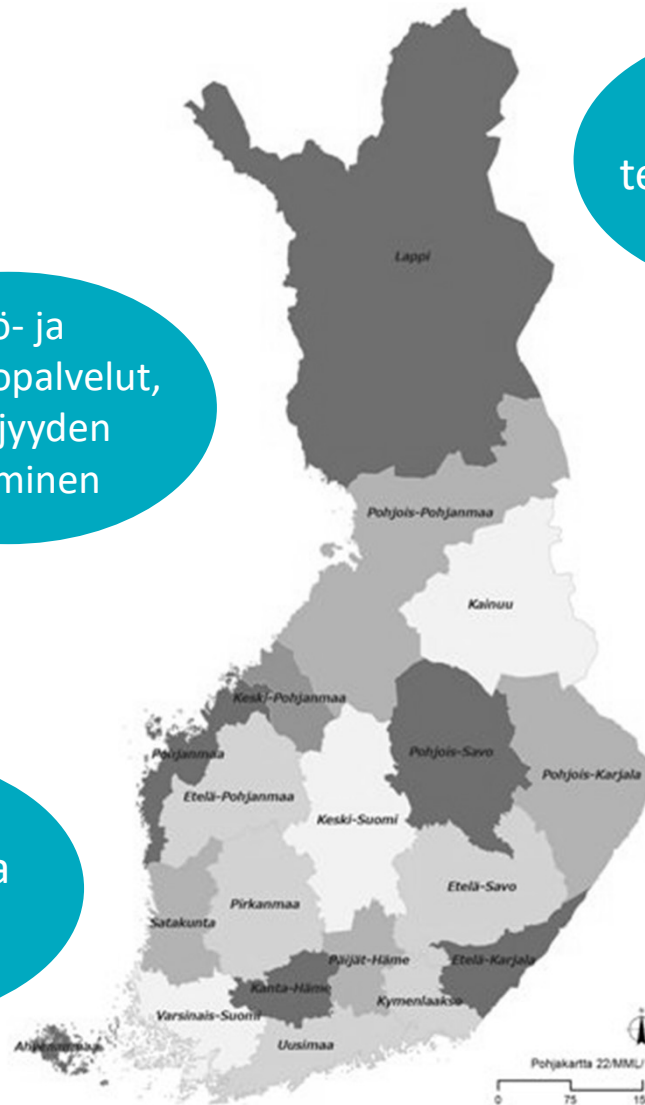 te
ö- ja
opalvelut,
jyyden
minen
a
Lappi
Pohjois-Pohjanmaa
Kainuu
Keski-Pohjanmaa
Pohjanmaa
Pohjois-Savo
Pohjois-Karjala
Etelä-Pohjanmaa
Keski-Suomi
Etelä-Savo
Pirkanmaa
Satakunta
Päijät-Häme
Etelä-Karjala
Kanta-Häme
Kymenlaakso
Varsinais-Suomi
Uusimaa
Ahvenanmaa
Pohjakartta 22/MML/
0 75 15